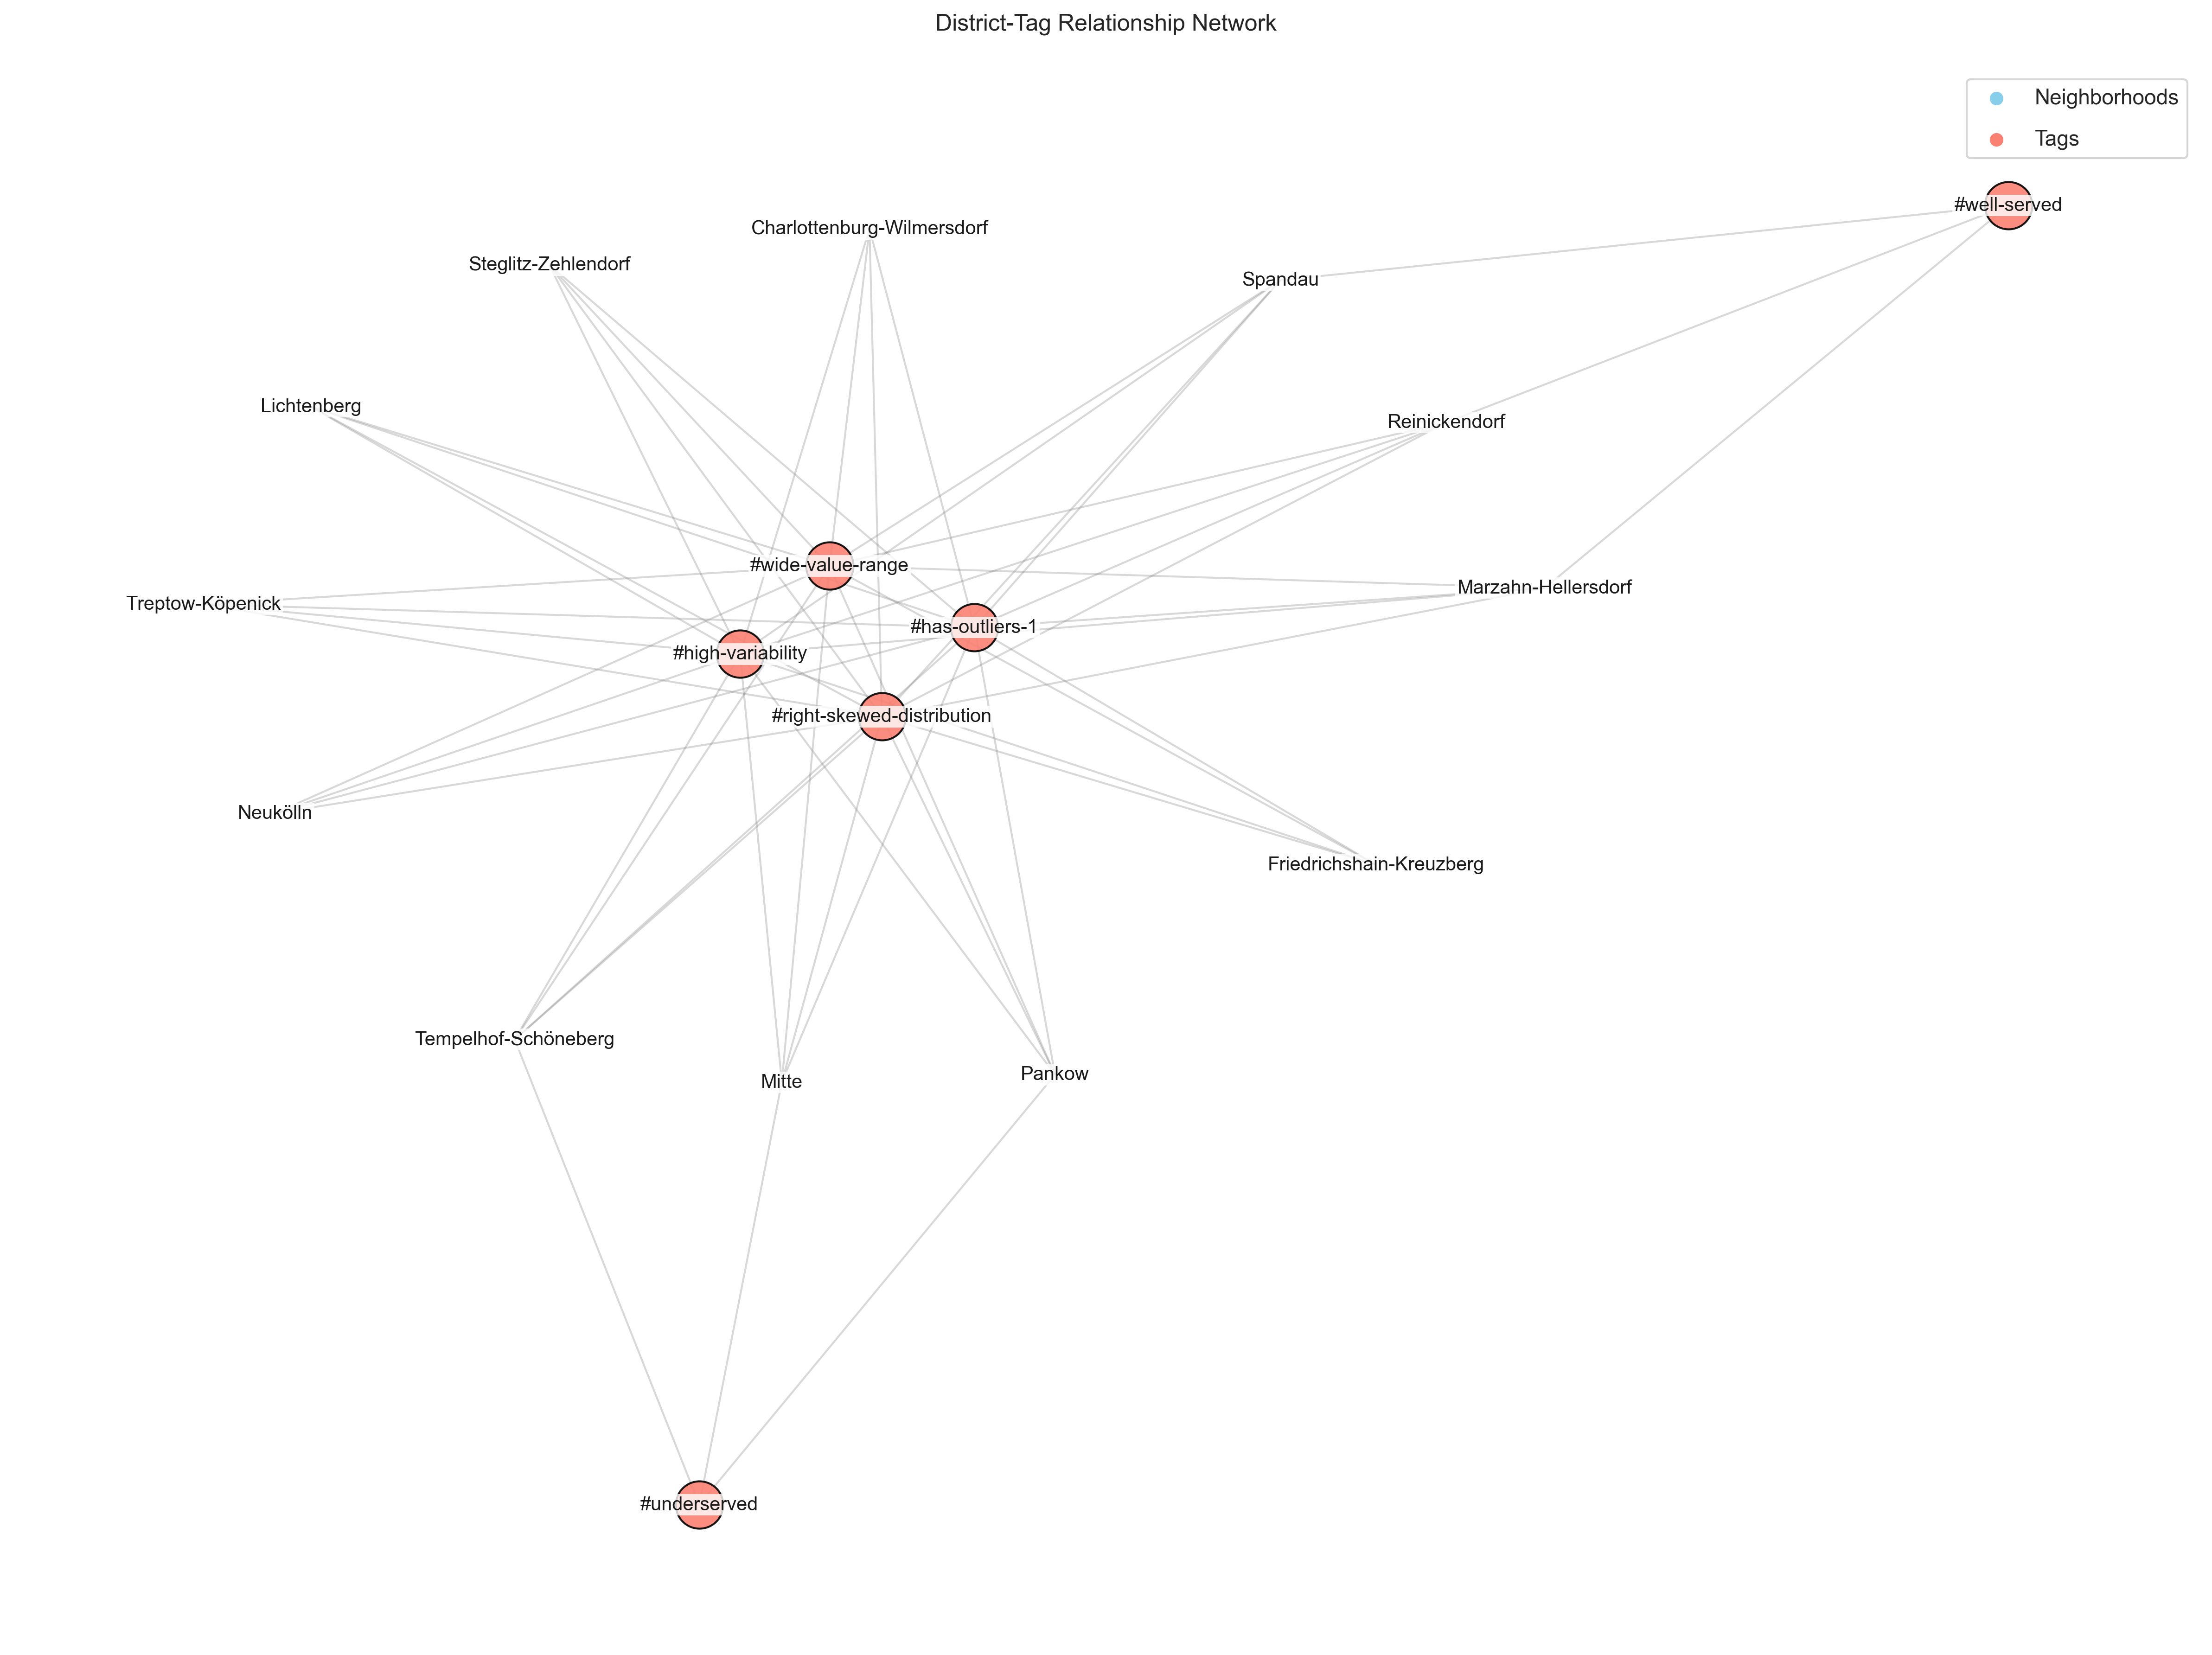 District-Tag Relationship Network
Neighborhoods
Tags
#well-served
Charlottenburg-Wilmersdorf
Steglitz-Zehlendorf
Spandau
Lichtenberg
Reinickendorf
#wide-value-range
Marzahn-Hellersdorf
Treptow-Köpenick
#has-outliers-1
#high-variability
#right-skewed-distribution
Neukölln
Friedrichshain-Kreuzberg
Tempelhof-Schöneberg
Pankow
Mitte
#underserved